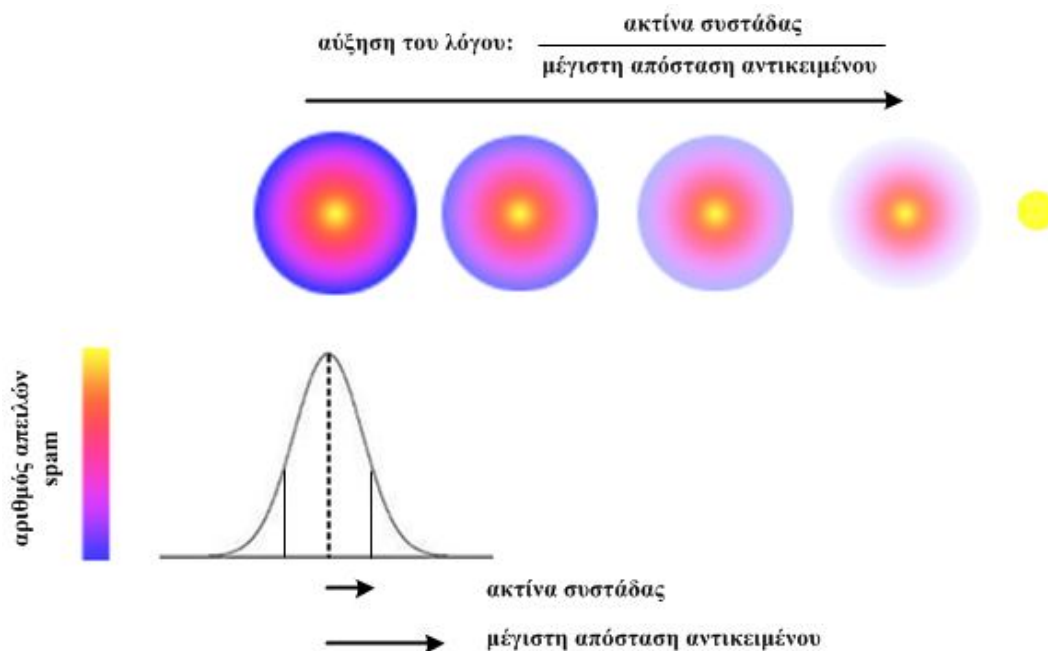 αύξηση του λόγου:
ακτίνα συστάδας
μέγιστη απόσταση αντικειμένου
αριθμός απειλών
spam
ακτίνα συστάδας
μέγιστη απόσταση αντικειμένου